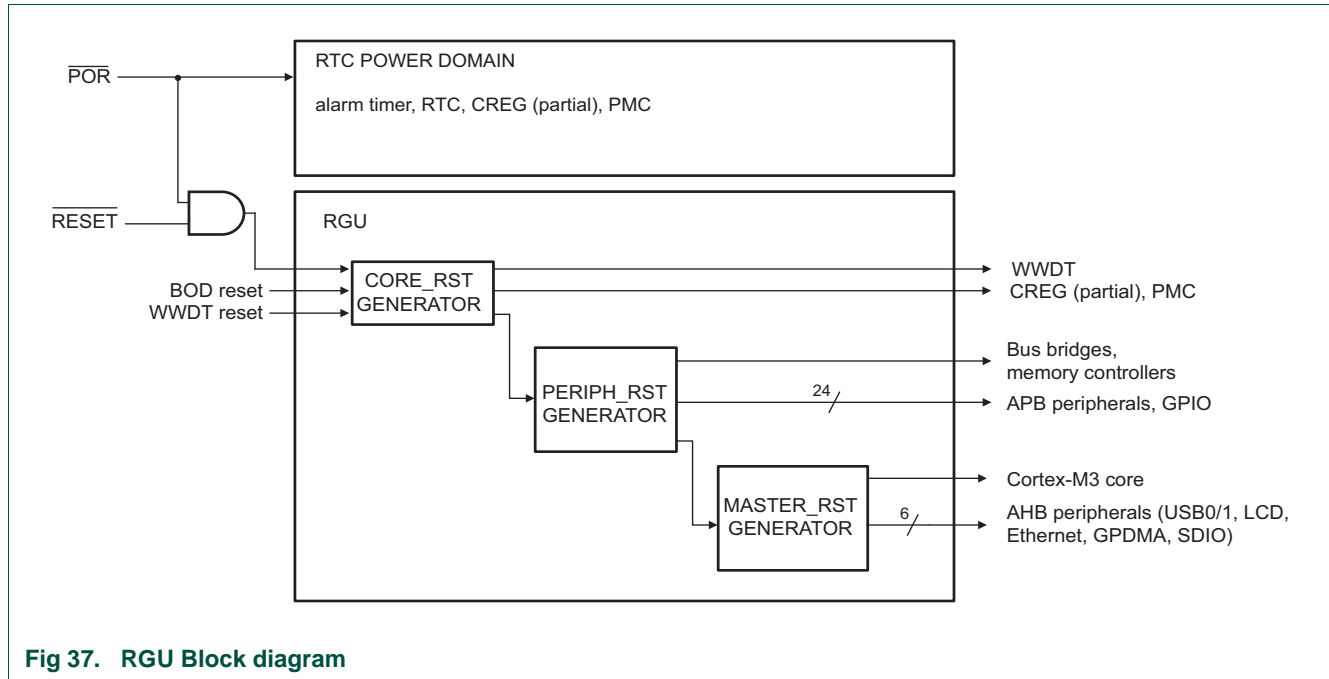 POR
RTC POWER DOMAIN
alarm timer, RTC, CREG (partial), PMC
RESET
RGU
BOD reset
WWDT reset
CORE_RST
GENERATOR
WWDT
CREG (partial), PMC
PERIPH_RST
GENERATOR
Bus bridges,
memory controllers
24
APB peripherals, GPIO
MASTER_RST
GENERATOR
Cortex-M3 core
6
AHB peripherals (USB0/1, LCD,
Ethernet, GPDMA, SDIO)
Fig 37. RGU Block diagram